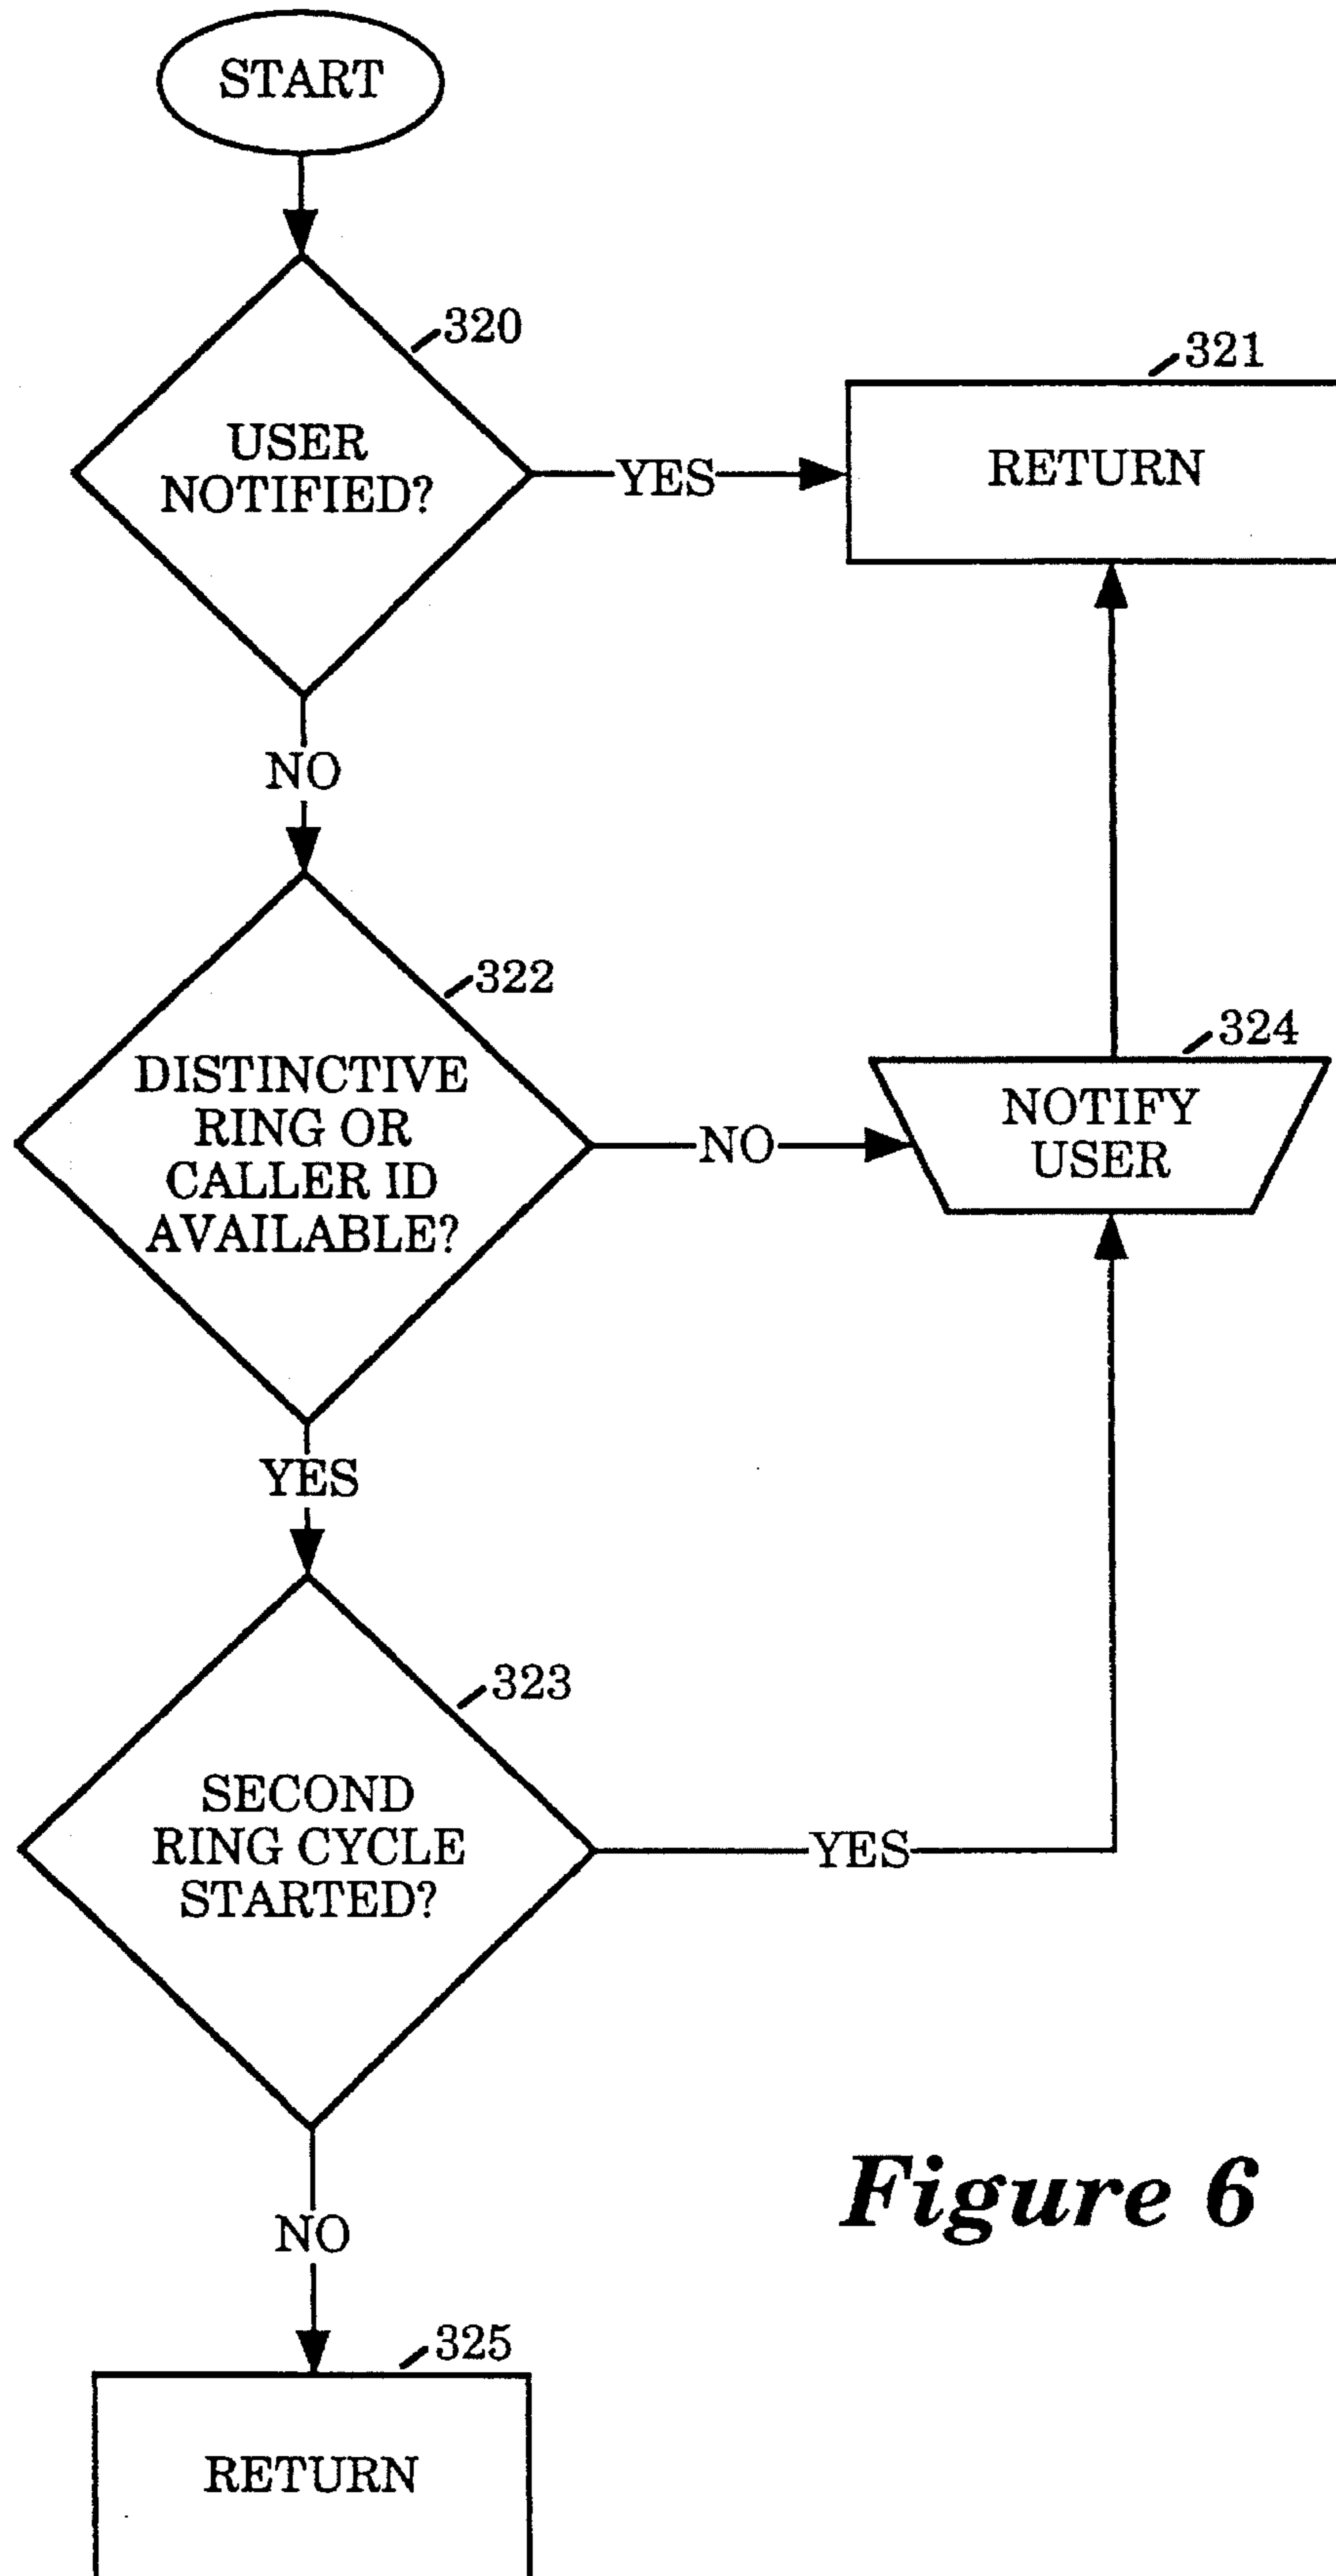 START
320
USER
NOTIFIED?
YES
321
RETURN
NO
322
DISTINCTIVE
RING OR
CALLER ID
AVAILABLE?
NO
324
NOTIFY
USER
YES
323
SECOND
RING CYCLE
STARTED?
YES
NO
Figure 6
325
RETURN